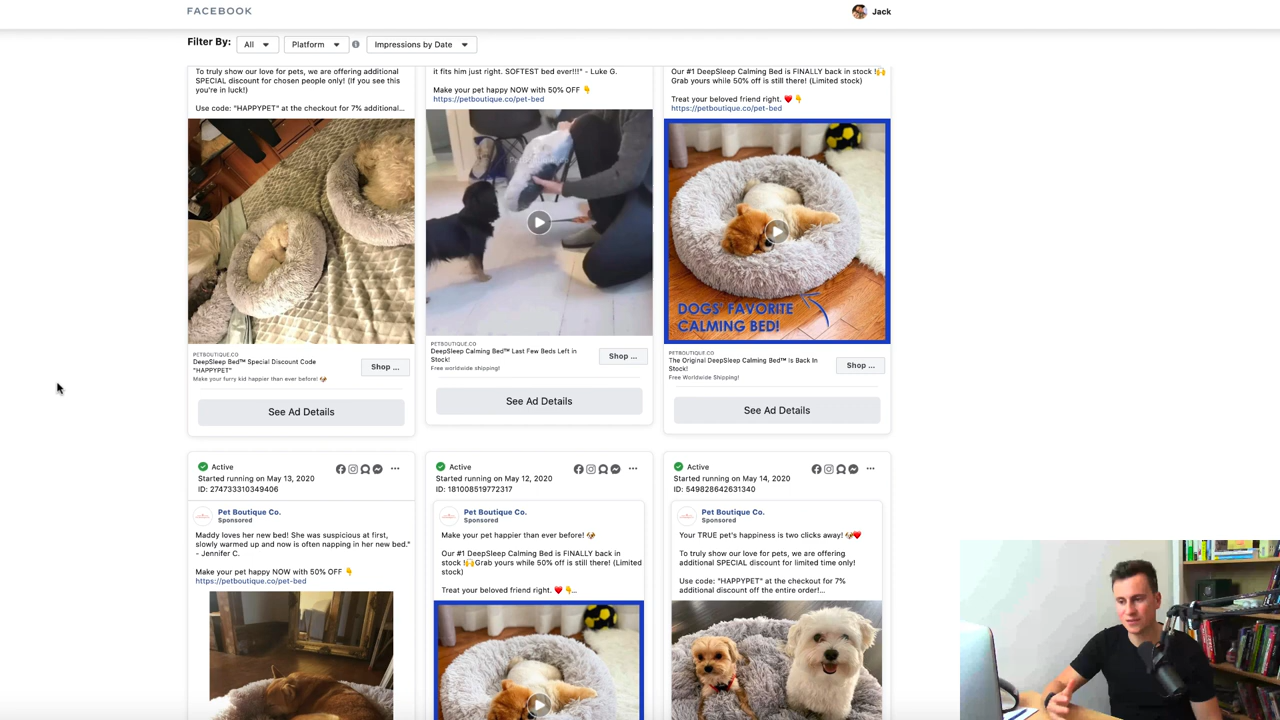 FACEBOOK
Jack
Filter By:
All
Platform
Impressions by Date
To truly show our love for pets, we are offering additional
SPECIAL discount for chosen people only! (If you see this
you're in luck!)
Use code: "HAPPYPET" at the checkout for 7% additional...
PETBOUTIQUE.CO
DeepSleep Bed™ Special Discount Code
"HAPPYPET"
Make your furry kid happier than ever before! 🐶
Shop ...
See Ad Details
it fits him just right. SOFTEST bed ever!!!" - Luke G.
Make your pet happy NOW with 50% OFF 👇
https://petboutique.co/pet-bed
PETBOUTIQUE.CO
DeepSleep Calming Bed™ Last Few Beds Left in
Stock!
Free worldwide shipping!
Shop ...
See Ad Details
Our #1 DeepSleep Calming Bed is FINALLY back in stock !🙌
Grab yours while 50% off is still there! (Limited stock)
Treat your beloved friend right. ❤️👇
https://petboutique.co/pet-bed
DOGS' FAVORITE
CALMING BED!
PETBOUTIQUE.CO
The Original DeepSleep Calming Bed™ Is Back In
Stock!
Free Worldwide Shipping!
Shop ...
See Ad Details
Active
Started running on May 13, 2020
ID: 274733310349406
Pet Boutique Co.
Sponsored
Maddy loves her new bed! She was suspicious at first,
slowly warmed up and now is often napping in her new bed."
- Jennifer C.
Make your pet happy NOW with 50% OFF 👇
https://petboutique.co/pet-bed
Active
Started running on May 12, 2020
ID: 181008519772317
Pet Boutique Co.
Sponsored
Make your pet happier than ever before! 🐶
Our #1 DeepSleep Calming Bed is FINALLY back in
stock !🙌Grab yours while 50% off is still there! (Limited
stock)
Treat your beloved friend right. ❤️👇...
Active
Started running on May 14, 2020
ID: 549828642631340
Pet Boutique Co.
Sponsored
Your TRUE pet's happiness is two clicks away! 🐶❤️
To truly show our love for pets, we are offering
additional SPECIAL discount for limited time only!
Use code: "HAPPYPET" at the checkout for 7%
additional discount off the entire order!...